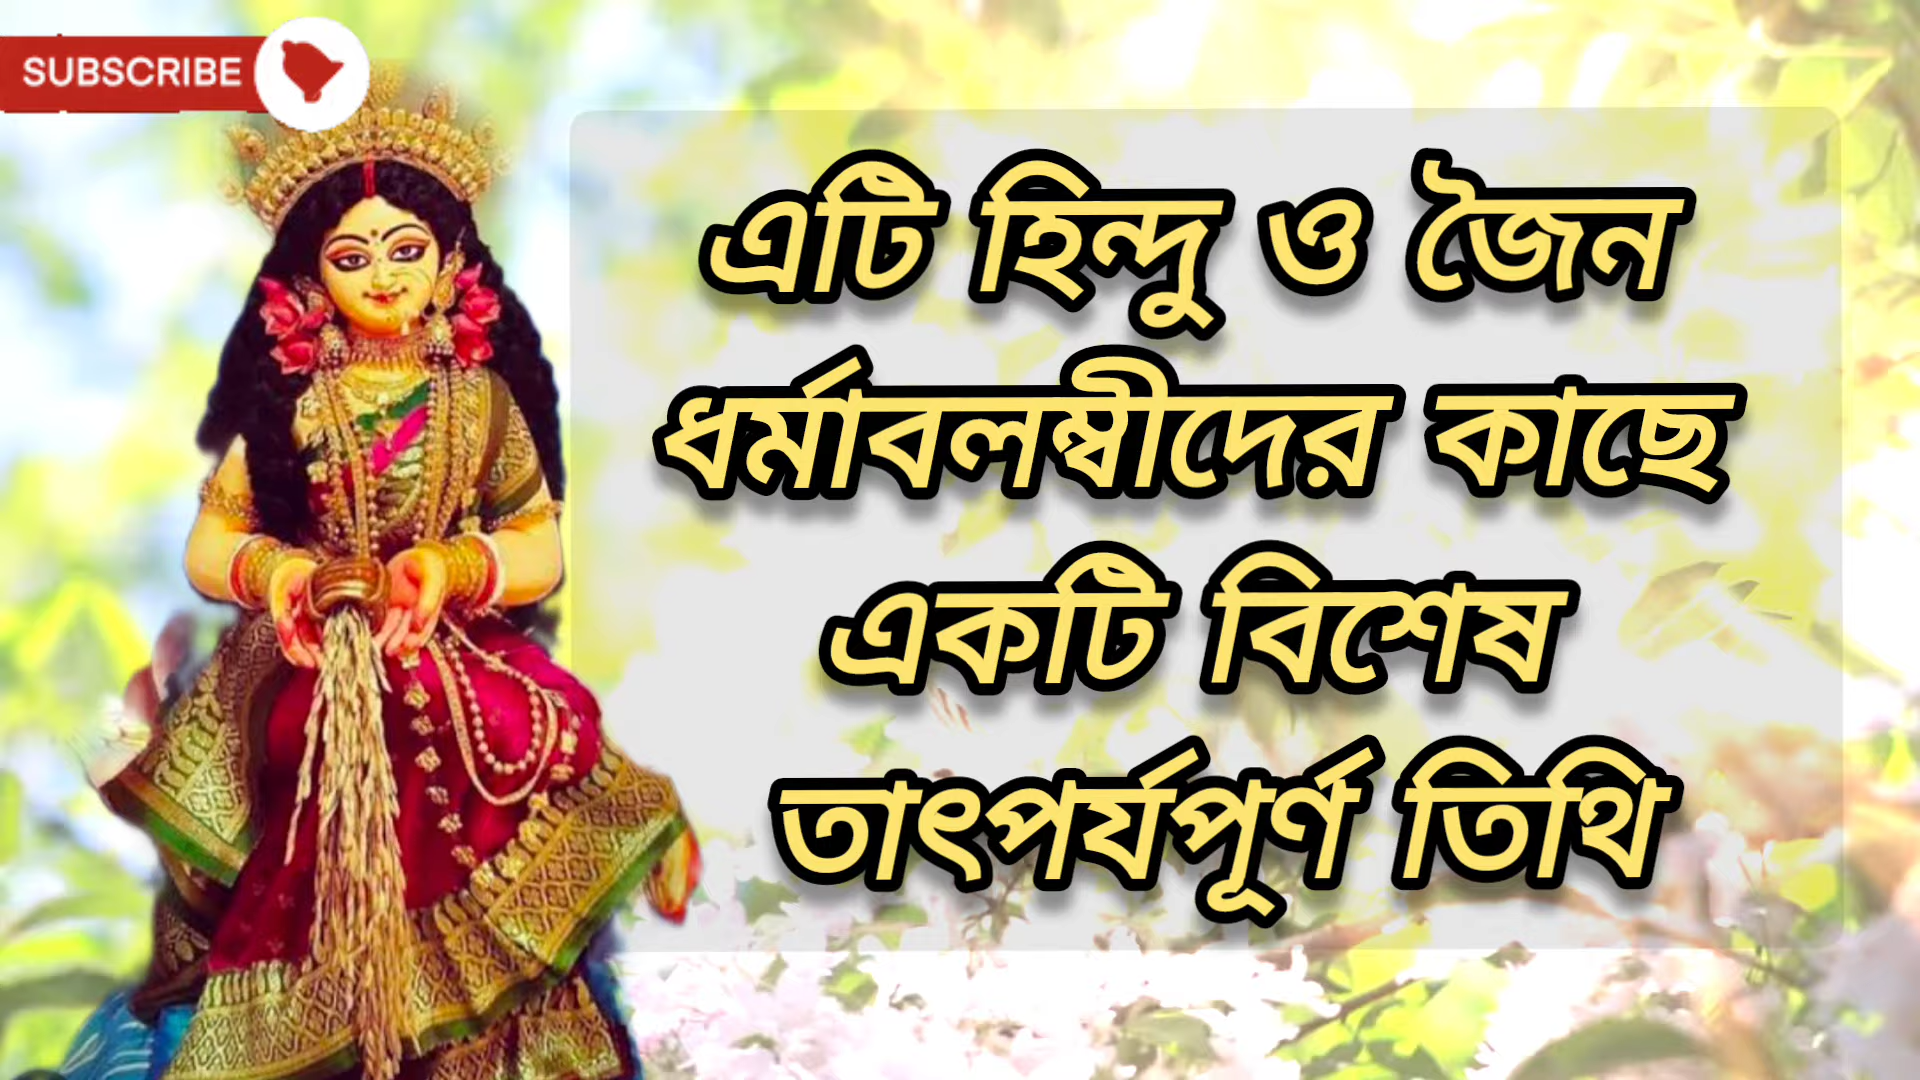 SUBSCRIBE
এটি হিন্দু ও জৈন
ধর্মাবলম্বীদের কাছে
একটি বিশেষ
তাৎপর্যপূর্ণ তিথি